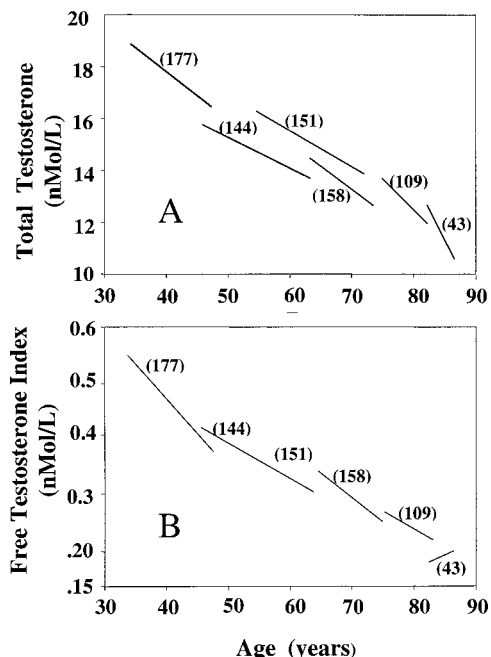 20
18
16
14
12
10
Total Testosterone
(nMol/L)
(177)
(144)
(151)
(158)
(109)
(43)
A
30 40 50 60 70 80 90
0.6
0.5
0.4
0.3
.20
.15
Free Testosterone Index
(nMol/L)
(177)
(144)
(151)
(158)
(109)
(43)
B
30 40 50 60 70 80 90
Age (years)